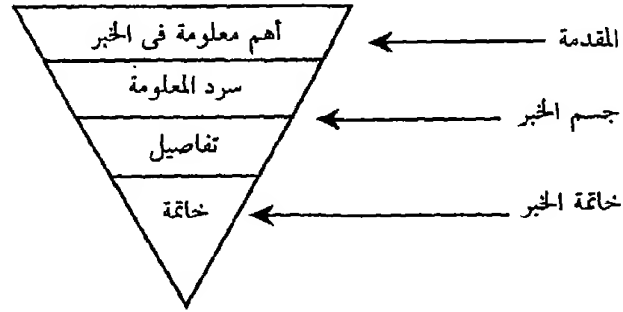 أهم معلومة فى الخبر
المقدمة
سرد المعلومة
جسم الخبر
تفاصيل
خاتمة
خاتمة الخبر